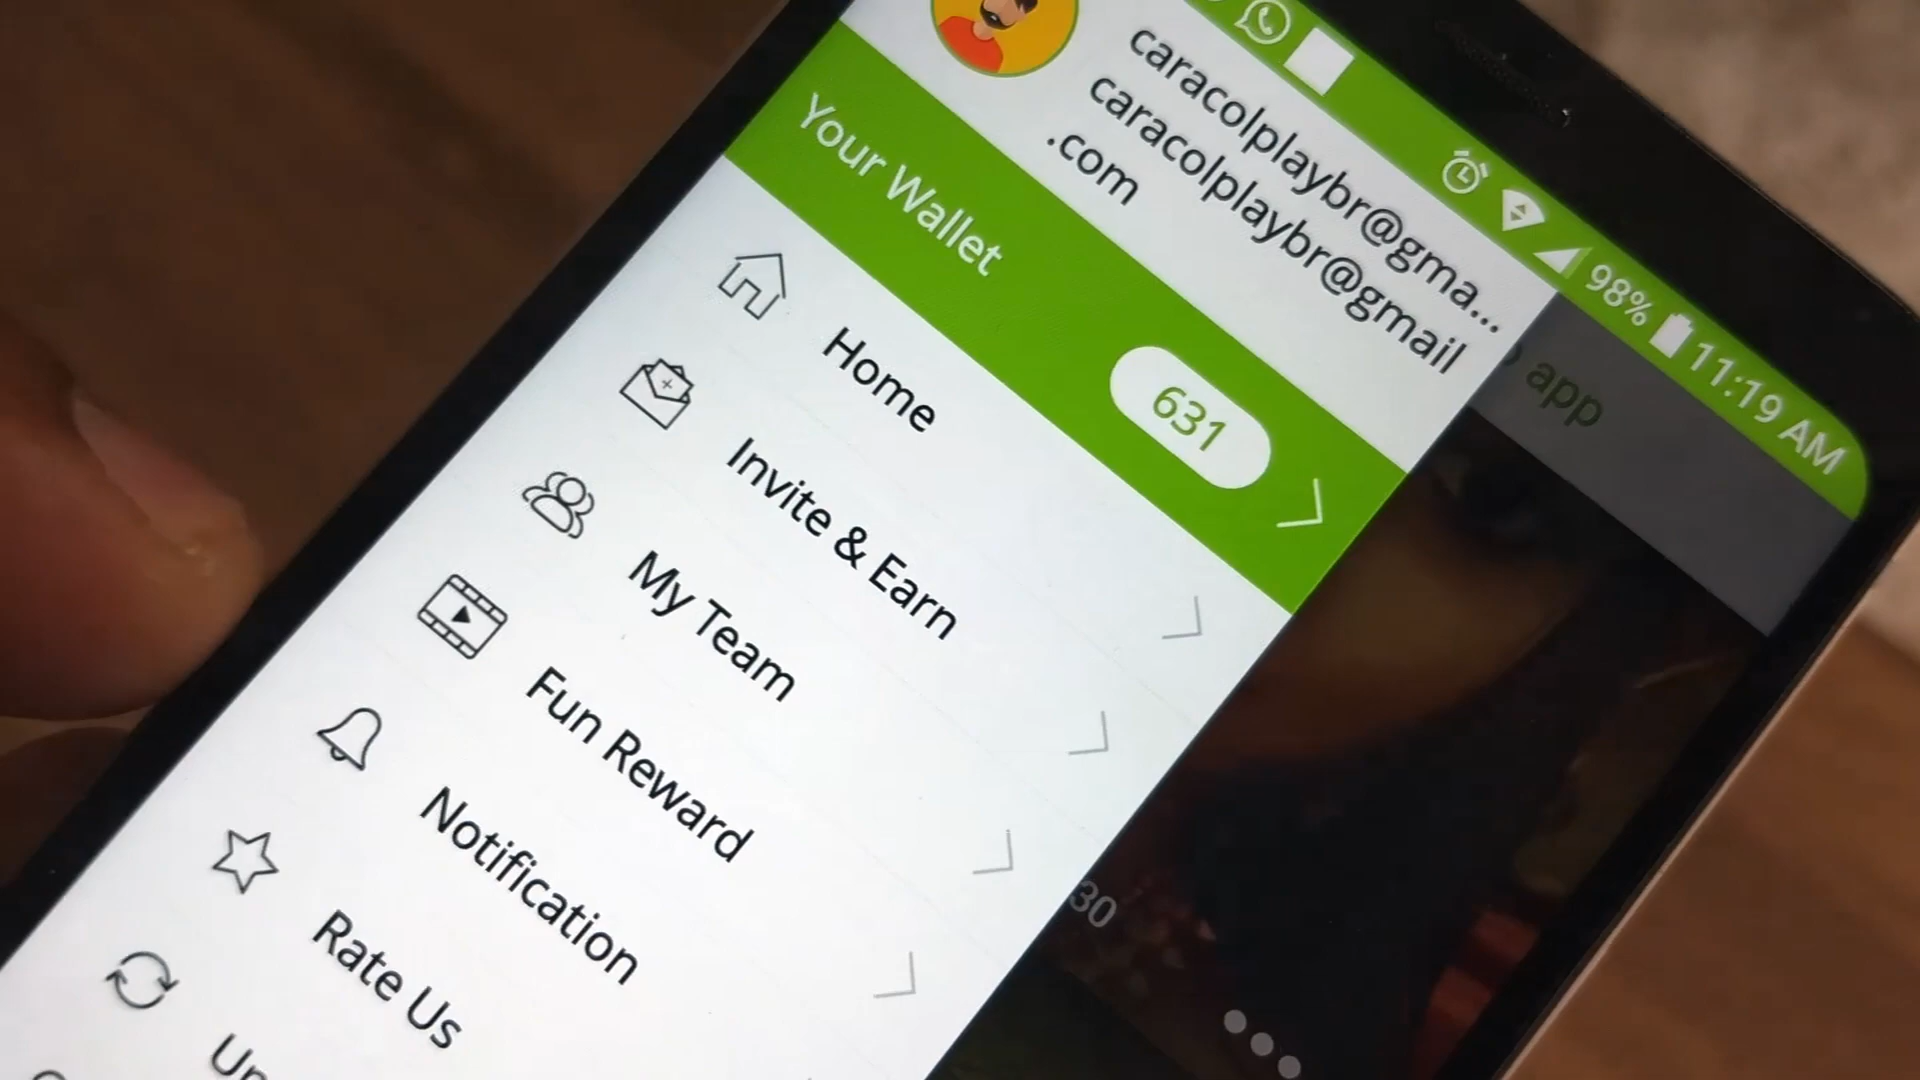 98% 11:19 AM
caracolplaybr@gma...
caracolplaybr@gmail
.com
app
Your Wallet
631
Home
Invite & Earn
My Team
Fun Reward
30
Notification
Rate Us